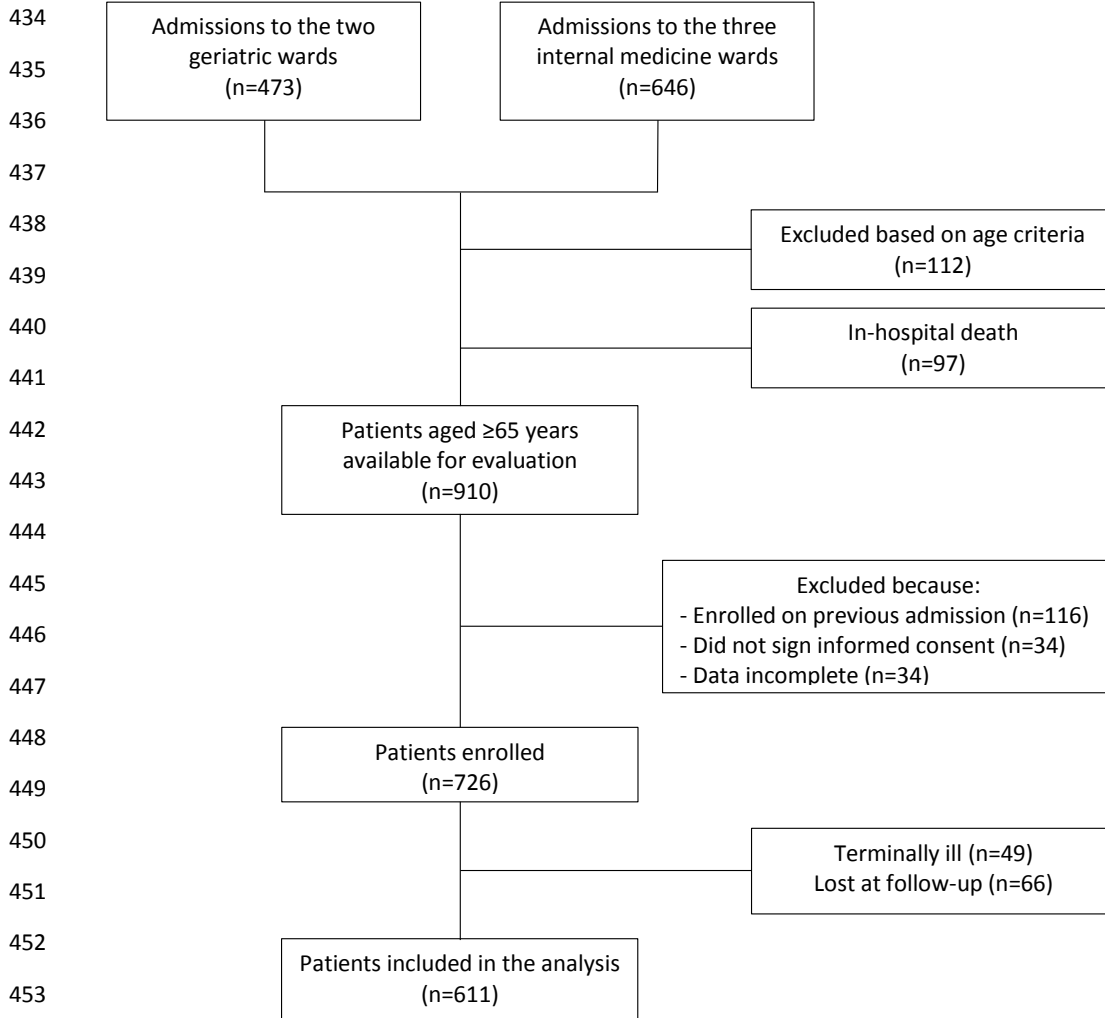 434
435
436
437
438
439
440
441
442
443
444
445
446
447
448
449
450
451
452
453
Admissions to the two
geriatric wards
(n=473)
Admissions to the three
internal medicine wards
(n=646)
Excluded based on age criteria
(n=112)
In-hospital death
(n=97)
Patients aged ≥65 years
available for evaluation
(n=910)
Excluded because:
- Enrolled on previous admission (n=116)
- Did not sign informed consent (n=34)
- Data incomplete (n=34)
Patients enrolled
(n=726)
Terminally ill (n=49)
Lost at follow-up (n=66)
Patients included in the analysis
(n=611)